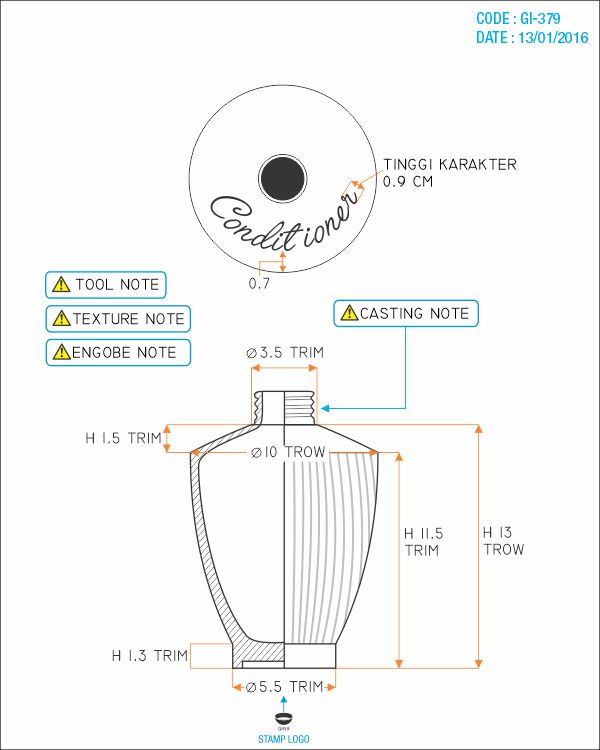 CODE : GI-379
DATE : 13/01/2016
TINGGI KARAKTER
0.9 CM
Conditioner
0.7
TOOL NOTE
TEXTURE NOTE
ENGOBE NOTE
CASTING NOTE
Ø3.5 TRIM
H 1.5 TRIM
Ø10 TROW
H 11.5
TRIM
H 13
TROW
H 1.3 TRIM
Ø5.5 TRIM
gaya
STAMP LOGO